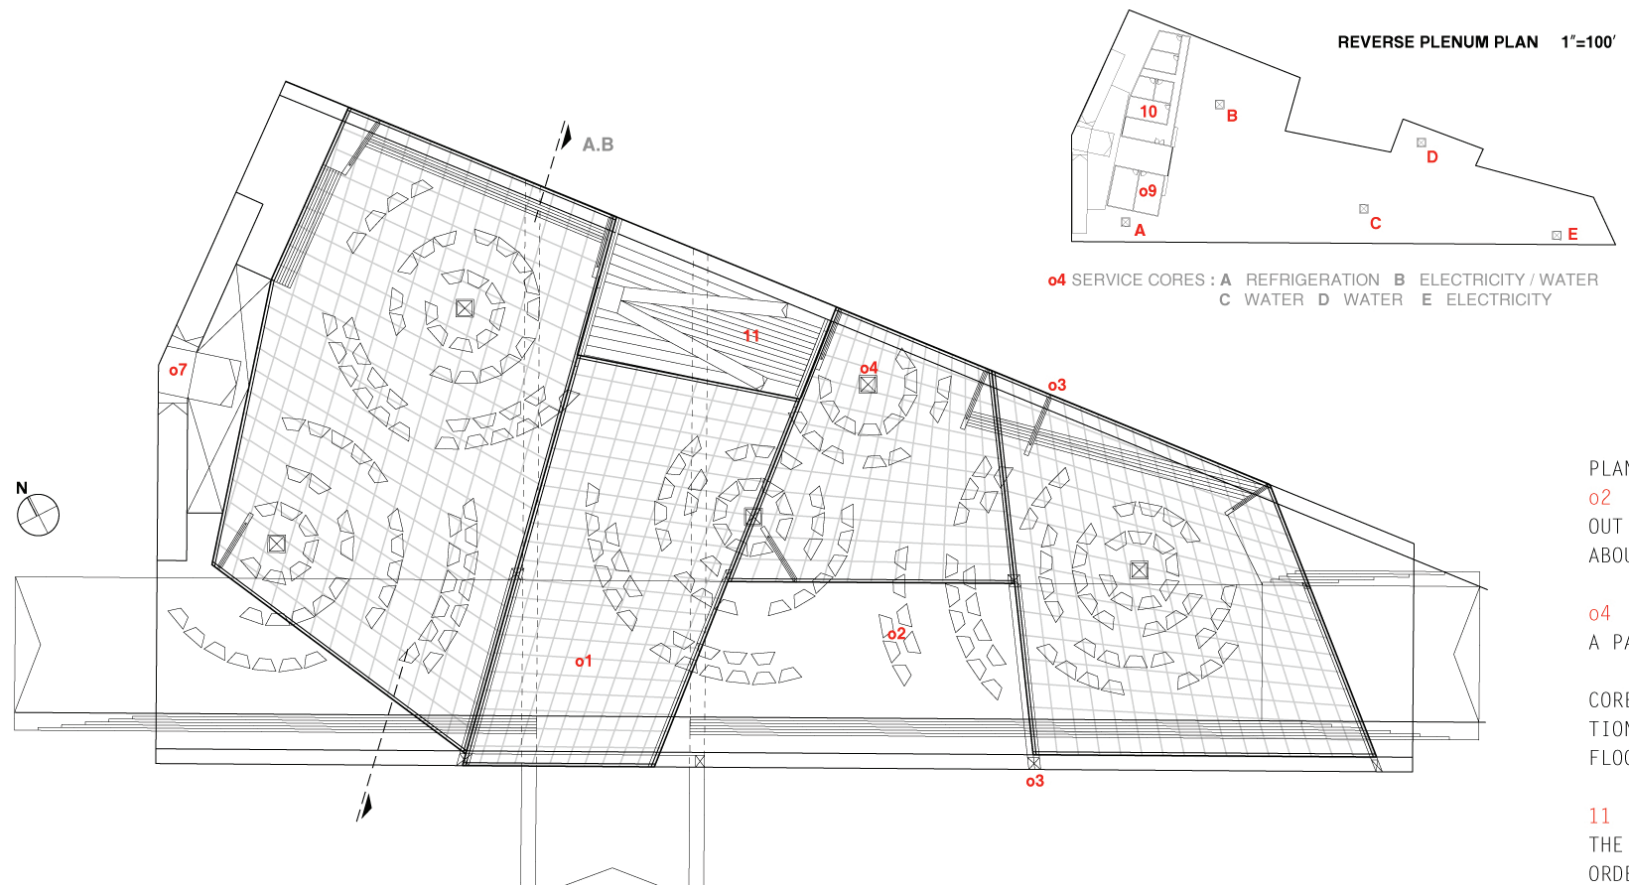 REVERSE PLENUM PLAN 1"=100'
10
B
D
o9
A
C
E
o4 SERVICE CORES : A REFRIGERATION B ELECTRICITY / WATER
C WATER D WATER E ELECTRICITY
A.B
11
o7
o4
o3
N
o2
o1
o3
PLAN
o2
OUT
ABOU
o4
A PA
CORE
TION
FLOO
11
THE
ORDE